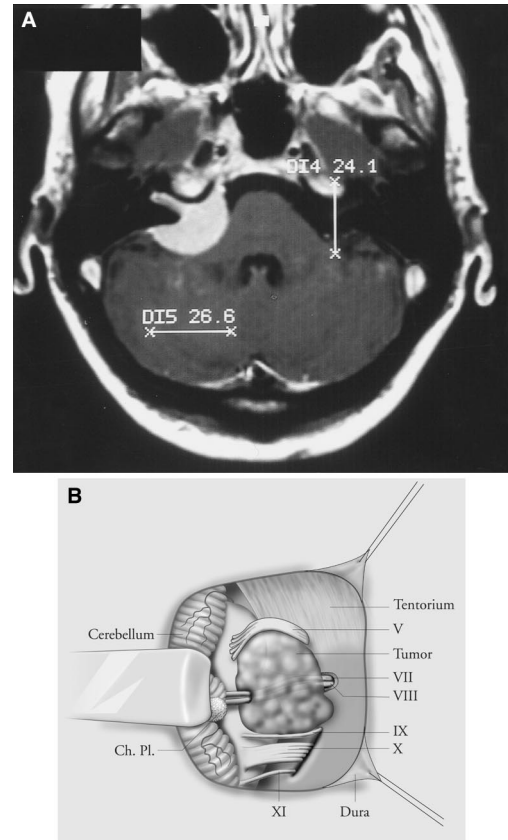 A
DI4 24.1
DI5 26.6
B
Tentorium
V
Cerebellum
Tumor
VII
VIII
IX
Ch. Pl.
X
XI
Dura